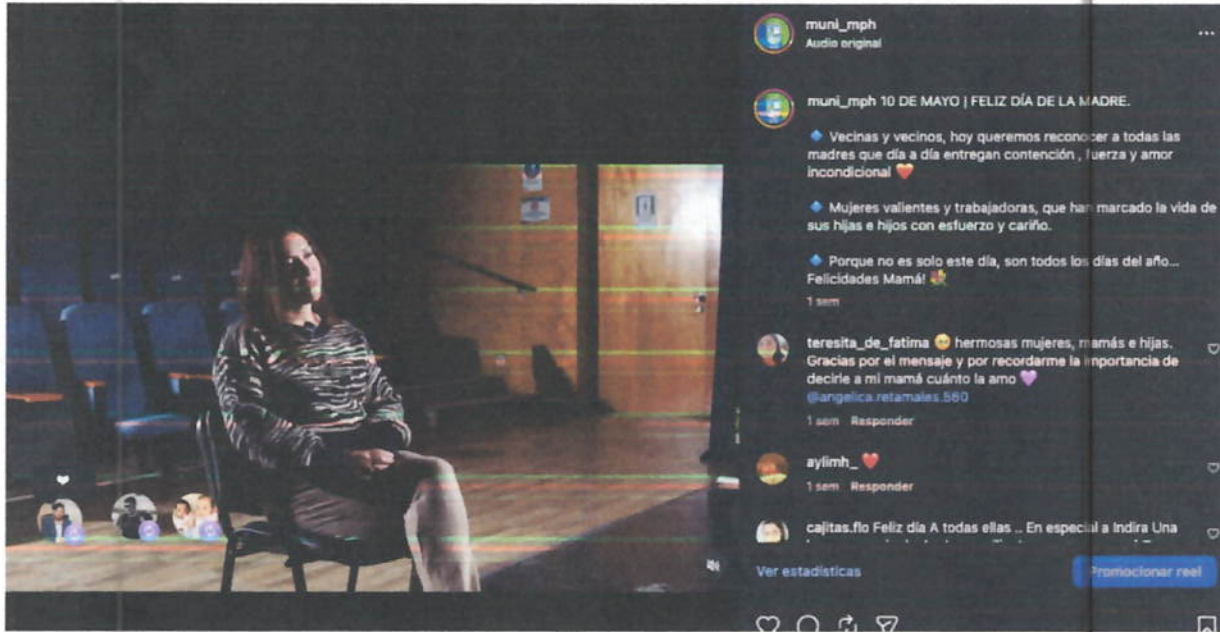 muni_mph
Audio original
muni_mph 10 DE MAYO | FELIZ DÍA DE LA MADRE.
🔹 Vecinas y vecinos, hoy queremos reconocer a todas las
madres que día a día entregan contención , fuerza y amor
incondicional ❤️
🔹 Mujeres valientes y trabajadoras, que han marcado la vida de
sus hijas e hijos con esfuerzo y cariño.
🔹 Porque no es solo este día, son todos los días del año...
Felicidades Mamá! 💐
1 sem
teresita_de_fatima 🥹 hermosas mujeres, mamás e hijas.
Gracias por el mensaje y por recordarme la importancia de
decirle a mi mamá cuánto la amo 💜
@angelica.retamales.560
1 sem Responder
aylimh_ ❤️
1 sem Responder
cajitas.flo Feliz día A todas ellas .. En especial a Indira Una
Ver estadísticas
Promocionar reel